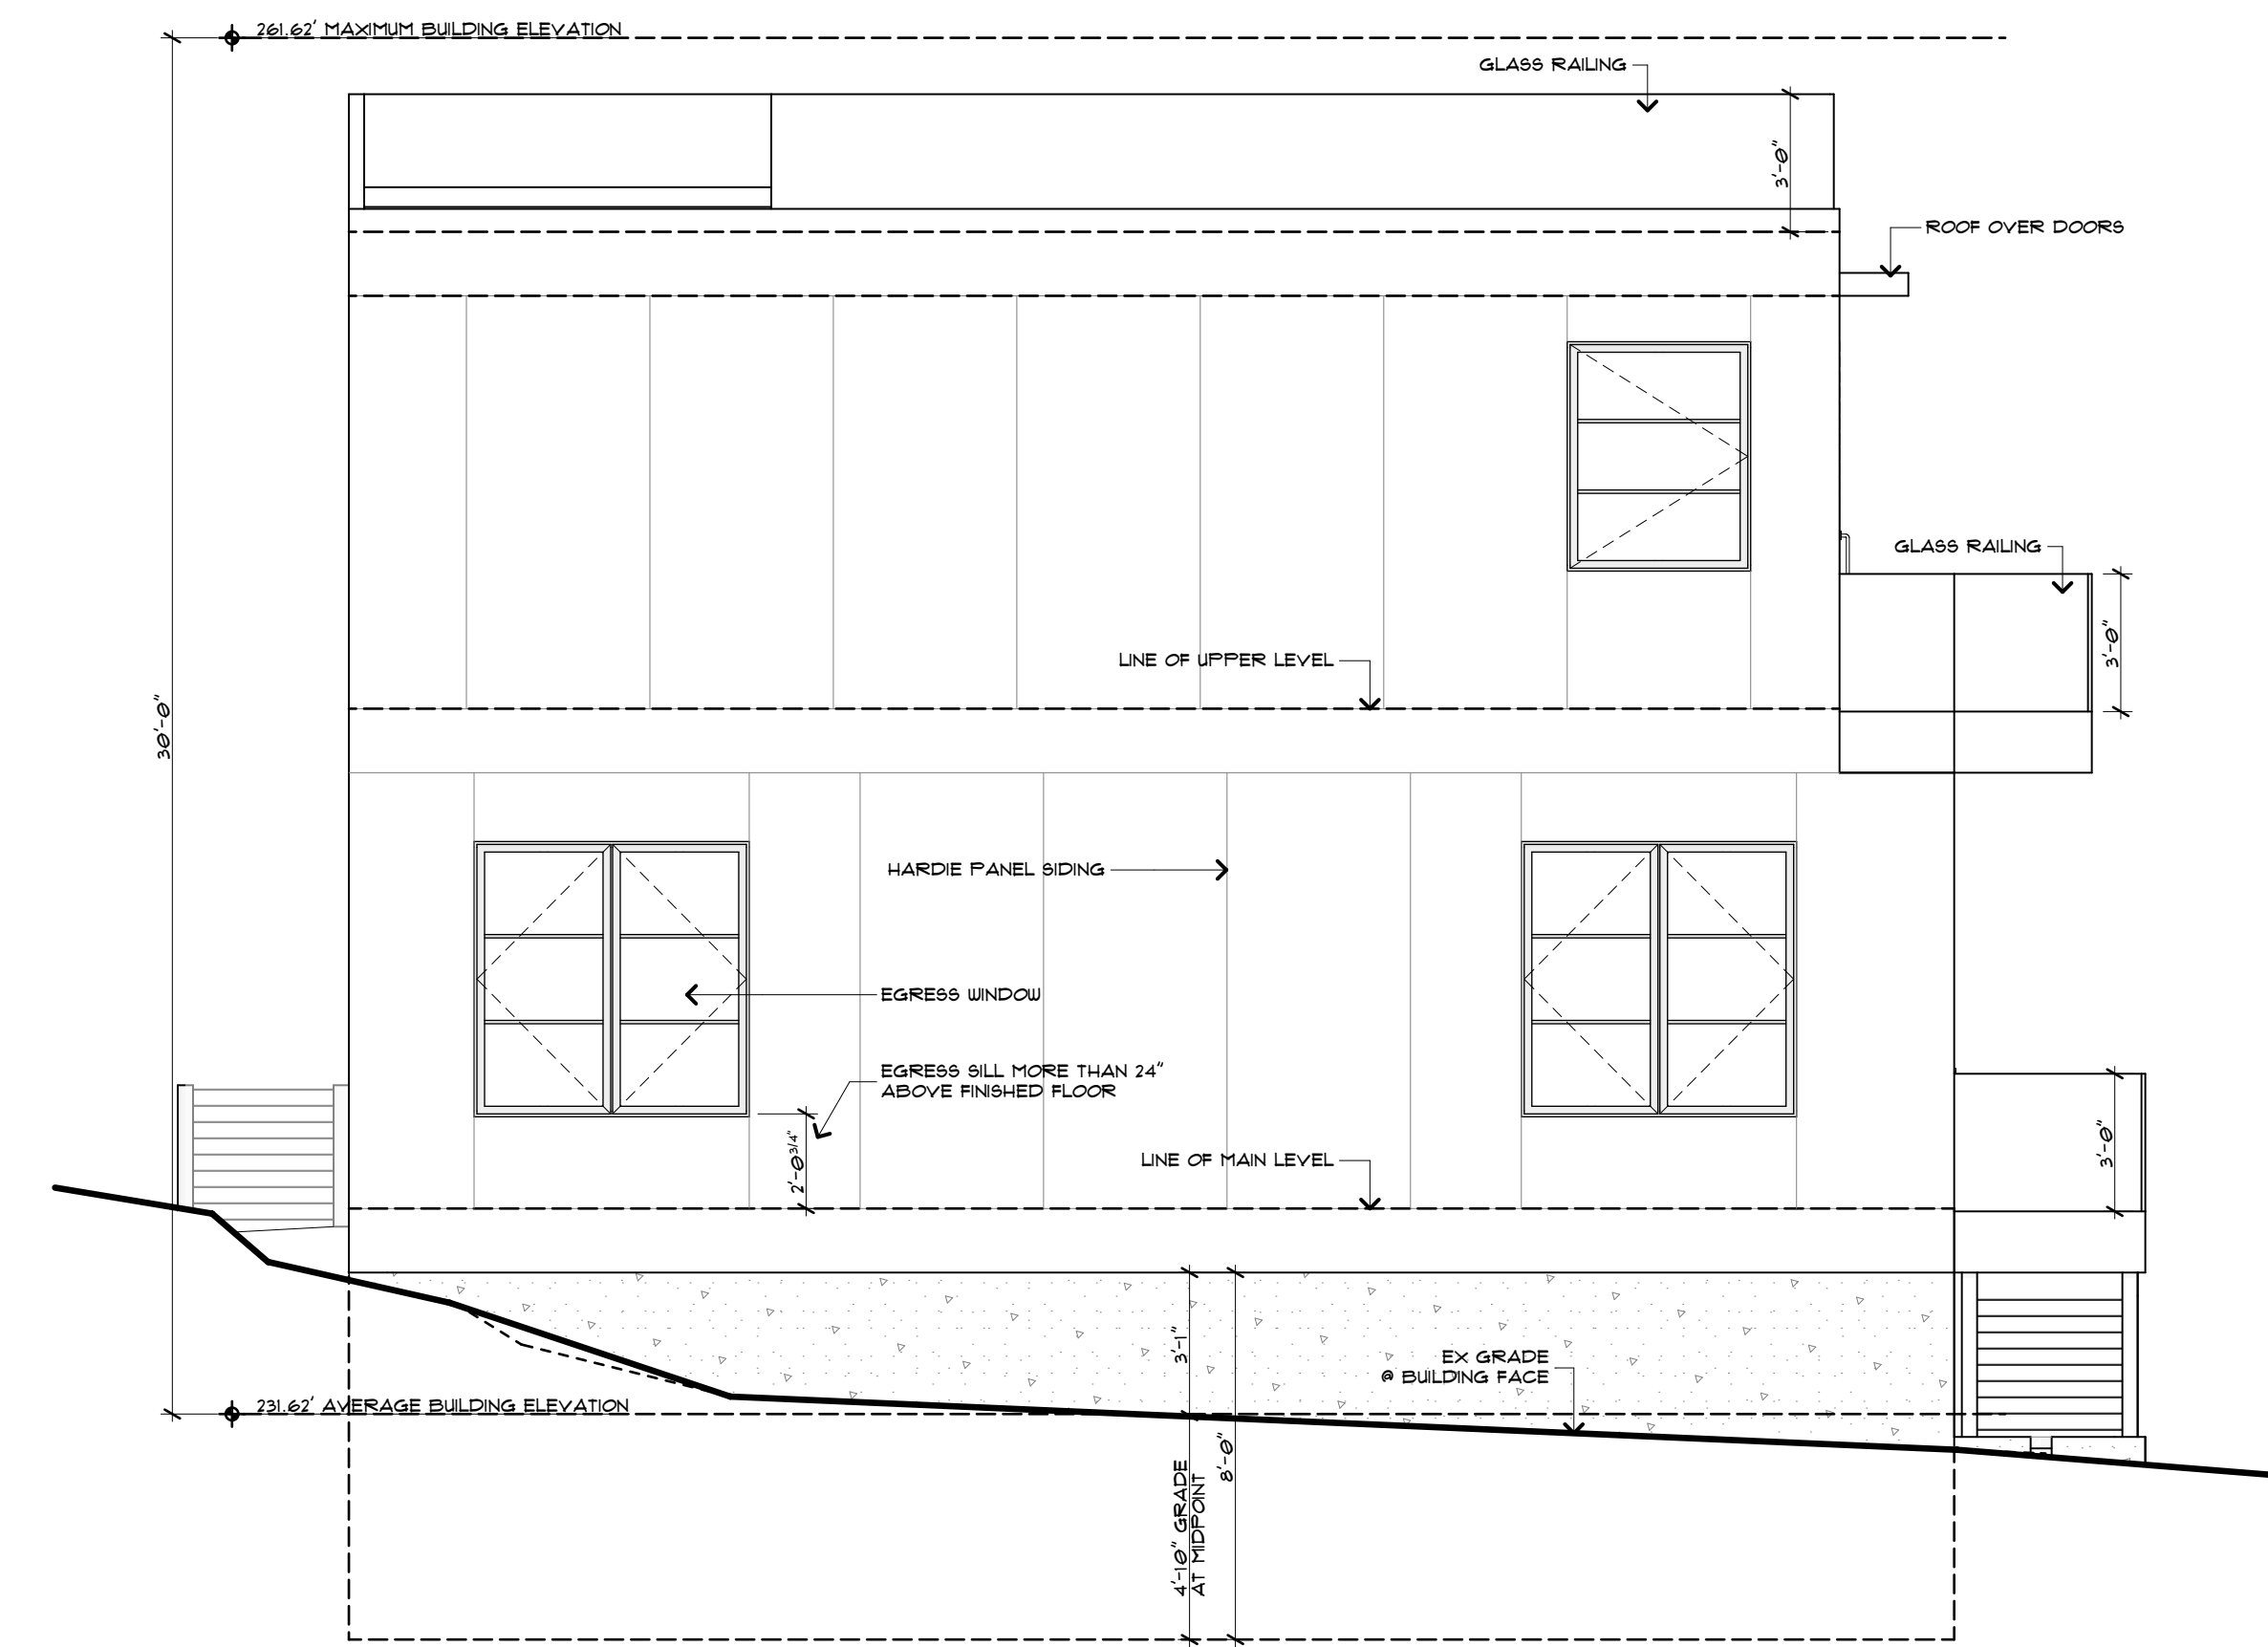 261.62' MAXIMUM BUILDING ELEVATION
GLASS RAILING
3'-0"
ROOF OVER DOORS
GLASS RAILING
3'-0"
LINE OF UPPER LEVEL
30'-0"
HARDIE PANEL SIDING
EGRESS WINDOW
EGRESS SILL MORE THAN 24"
ABOVE FINISHED FLOOR
2'-0 3/4"
LINE OF MAIN LEVEL
3'-0"
3'-1"
EX GRADE
@ BUILDING FACE
231.62' AVERAGE BUILDING ELEVATION
8'-0"
4'-10" GRADE
AT MIDPOINT